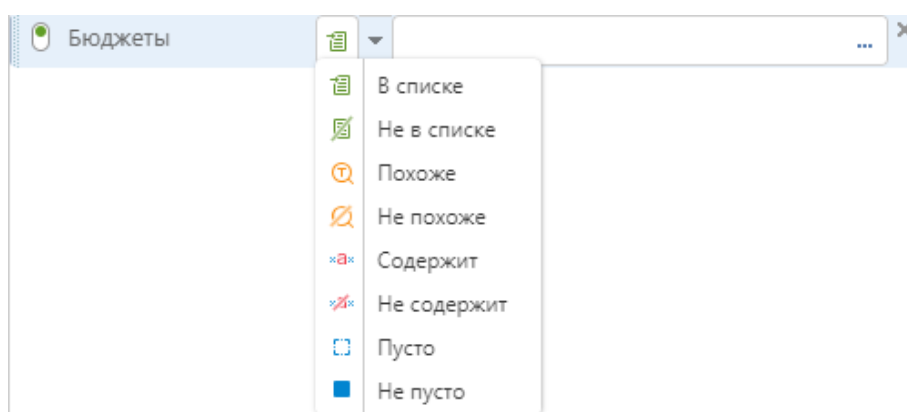 Бюджеты ...
В списке
Не в списке
Похоже
Не похоже
Содержит
Не содержит
Пусто
Не пусто